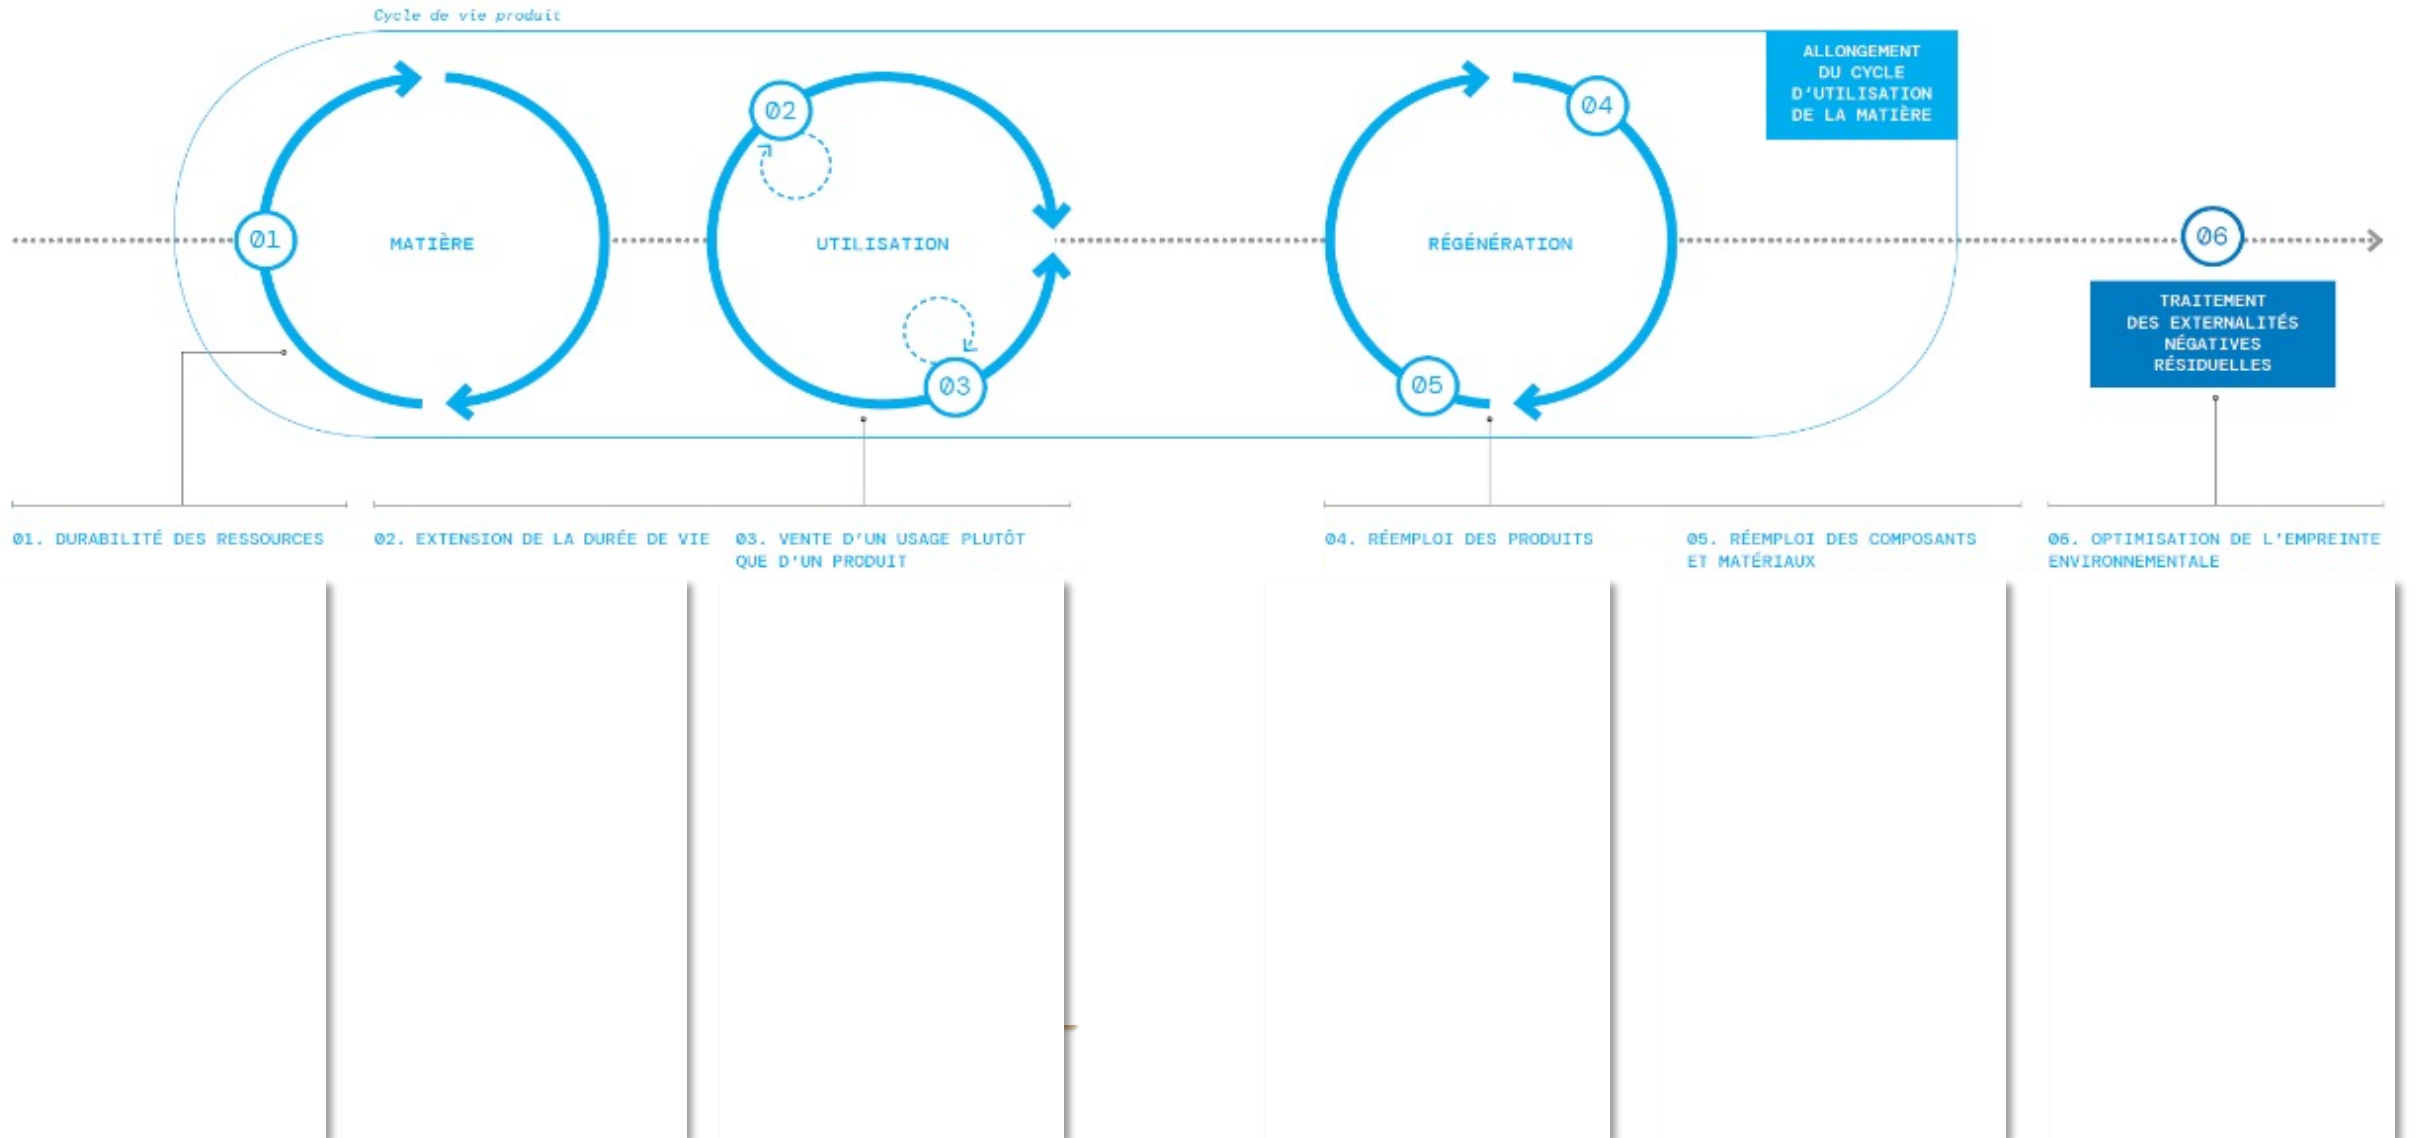 Cycle de vie produit
ALLONGEMENT
DU CYCLE
D'UTILISATION
DE LA MATIÈRE
02
04
01
MATIÈRE
UTILISATION
RÉGÉNÉRATION
06
TRAITEMENT
DES EXTERNALITÉS
NÉGATIVES
RÉSIDUELLES
03
05
01. DURABILITÉ DES RESSOURCES
02. EXTENSION DE LA DURÉE DE VIE
03. VENTE D'UN USAGE PLUTÔT
QUE D'UN PRODUIT
04. RÉEMPLOI DES PRODUITS
05. RÉEMPLOI DES COMPOSANTS
ET MATÉRIAUX
06. OPTIMISATION DE L'EMPREINTE
ENVIRONNEMENTALE